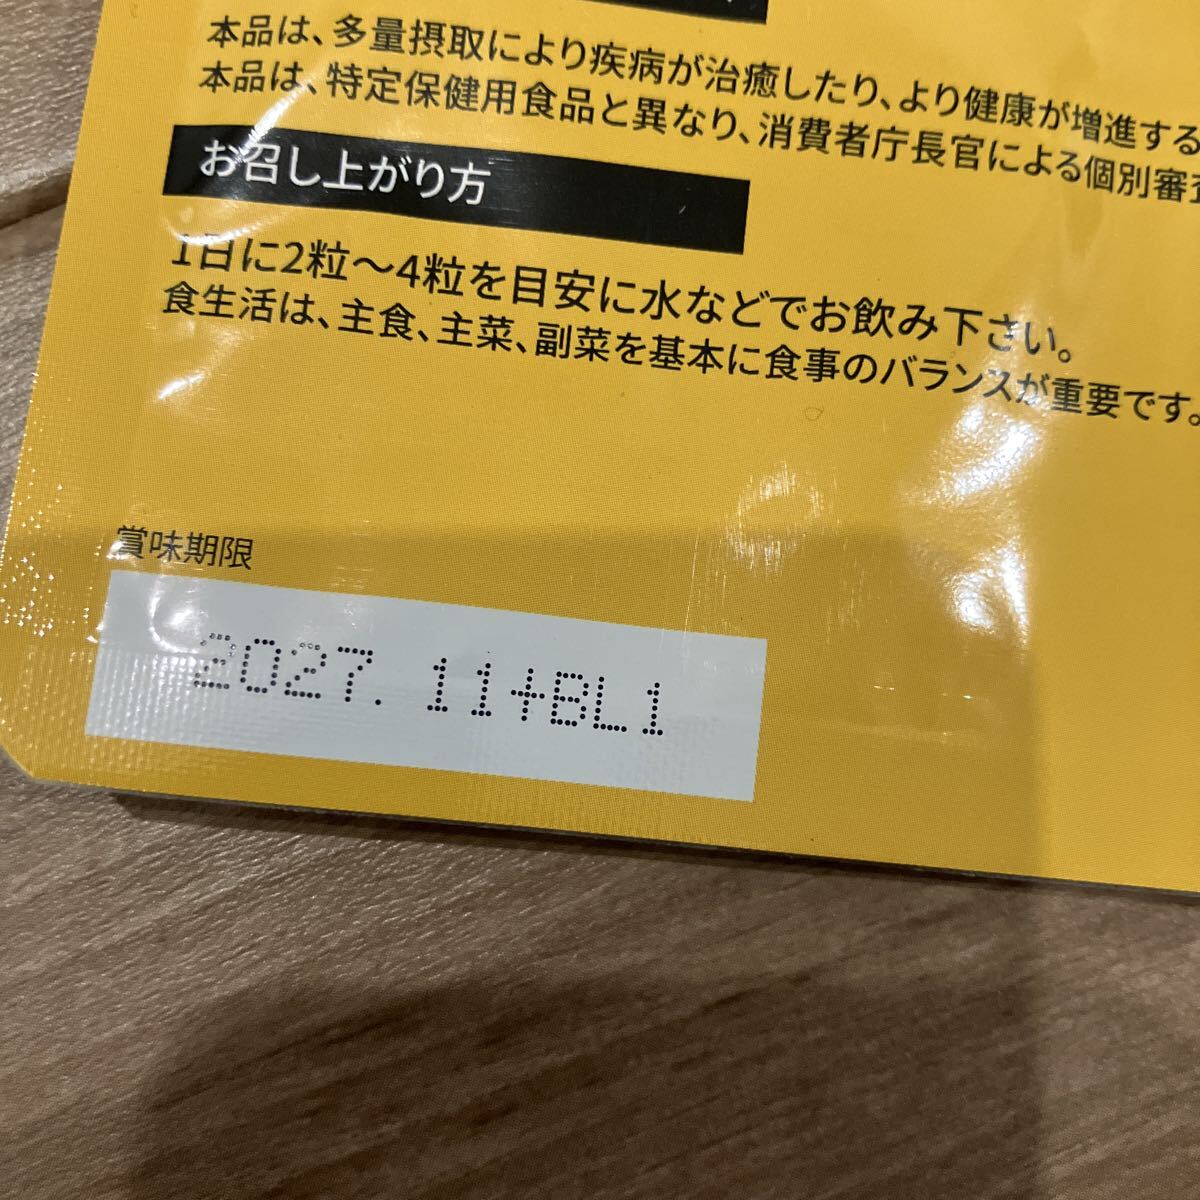 本品は、多量摂取により疾病が治癒したり、より健康が増進する
本品は、特定保健用食品と異なり、消費者庁長官による個別審査
お召し上がり方
1日に2粒～4粒を目安に水などでお飲み下さい。
食生活は、主食、主菜、副菜を基本に食事のバランスが重要です。
賞味期限
2027.11+BL1